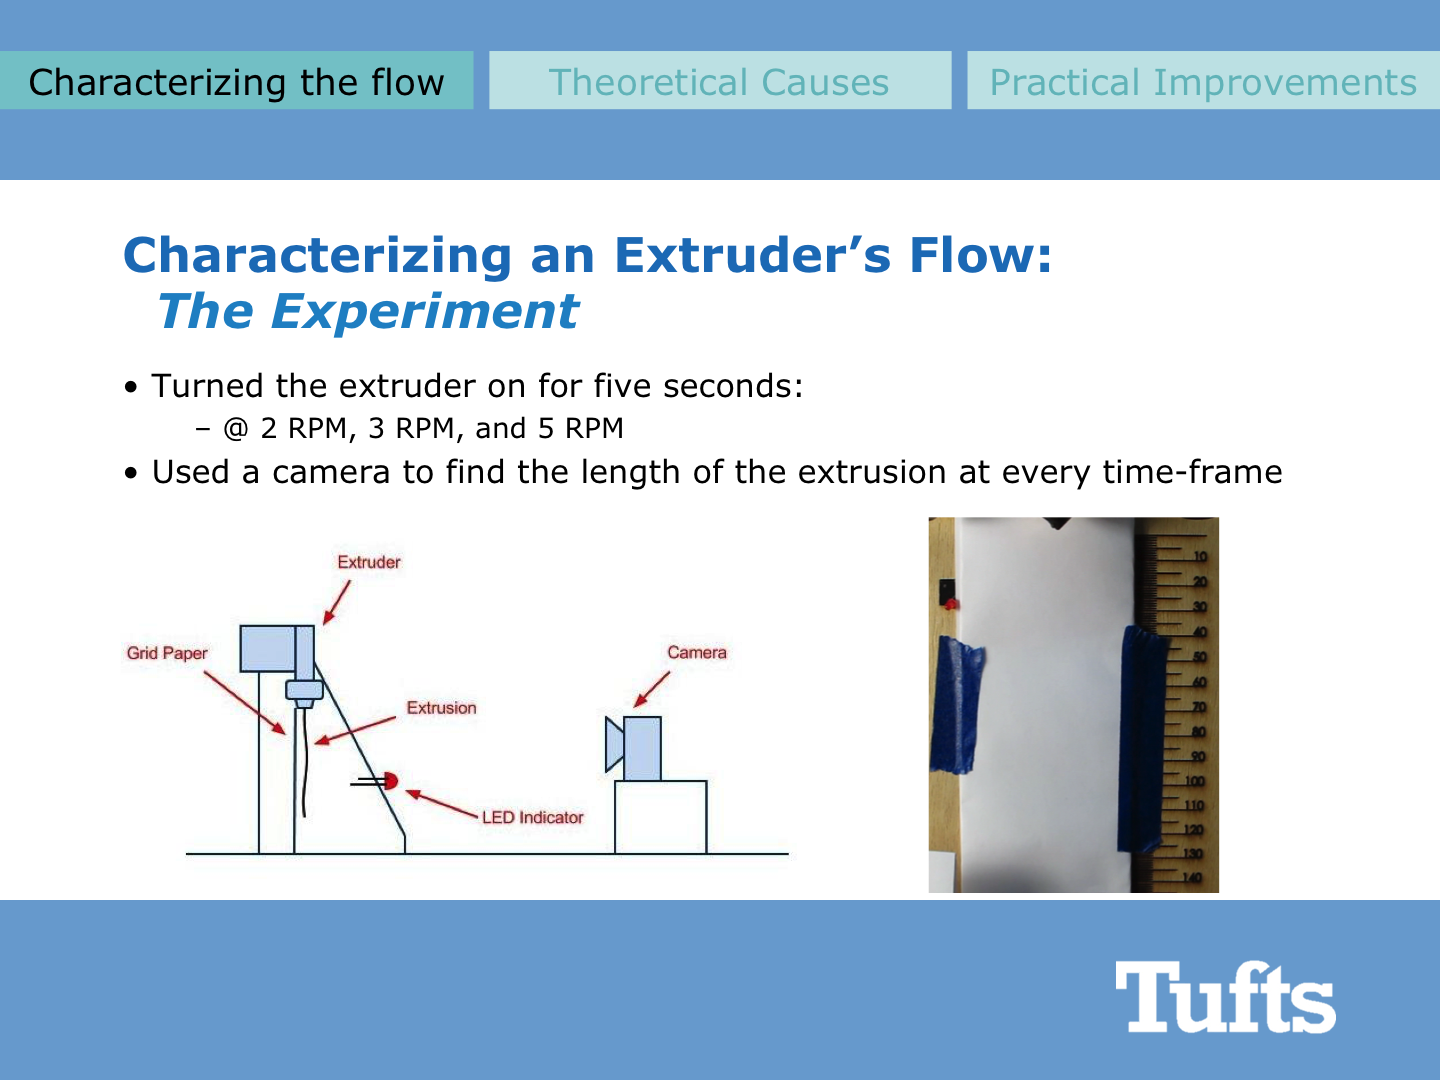 Characterizing the flow
Theoretical Causes
Practical Improvements
Characterizing an Extruder’s Flow:
The Experiment
• Turned the extruder on for five seconds:
– @ 2 RPM, 3 RPM, and 5 RPM
• Used a camera to find the length of the extrusion at every time-frame
Extruder
Grid Paper
Camera
Extrusion
LED Indicator
10
20
30
40
50
60
70
80
90
100
110
120
130
140
Tufts